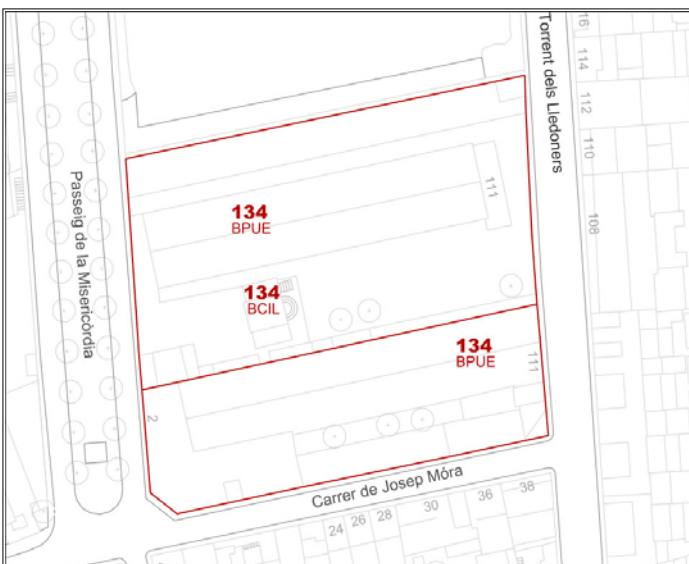 Torrent dels Lledoners
16
114
112
110
108
Passeig de la Misericòrdia
134
BPUE
111
134
BCIL
134
BPUE
111
2
Carrer de Josep Móra
24
26
28
30
36
38